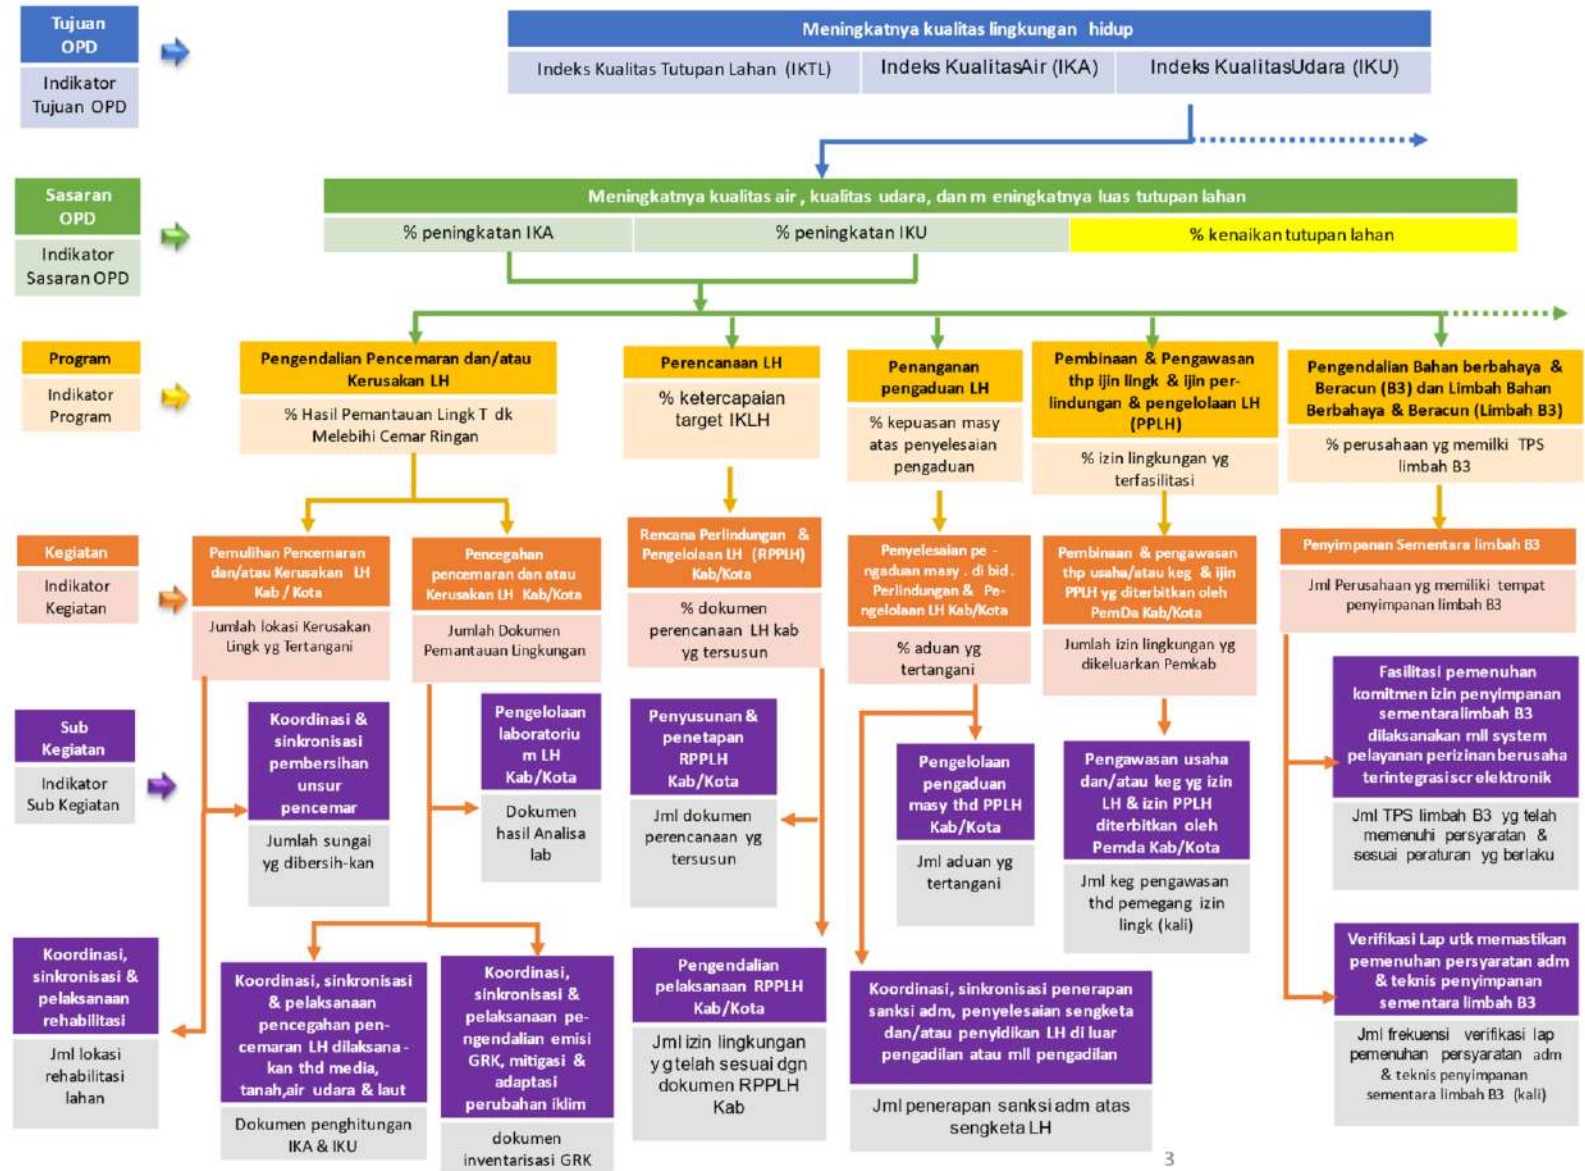 Tujuan
OPD
Indikator
Tujuan OPD
Meningkatnya kualitas lingkungan hidup
Indeks Kualitas Tutupan Lahan (IKTL)
Indeks KualitasAir (IKA)
Indeks KualitasUdara (IKU)
Sasaran
OPD
Indikator
Sasaran OPD
Meningkatnya kualitas air , kualitas udara, dan m eningkatnya luas tutupan lahan
% peningkatan IKA
% peningkatan IKU
% kenaikan tutupan lahan
Program
Indikator
Program
Pengendalian Pencemaran dan/atau
Kerusakan LH
% Hasil Pemantauan Lingk T dk
Melebihi Cemar Ringan
Perencanaan LH
% ketercapaian
target IKLH
Penanganan
pengaduan LH
% kepuasan masy
atas penyelesaian
pengaduan
Pembinaan & Pengawasan
thp ijin lingk & ijin per-
lindungan & pengelolaan LH
(PPLH)
% izin lingkungan yg
terfasilitasi
Pengendalian Bahan berbahaya &
Beracun (B3) dan Limbah Bahan
Berbahaya & Beracun (Limbah B3)
% perusahaan yg memilki TPS
limbah B3
Kegiatan
Indikator
Kegiatan
Pemulihan Pencemaran
dan/atau Kerusakan LH
Kab / Kota
Jumlah lokasi Kerusakan
Lingk yg Tertangani
Pencegahan
pencemaran dan atau
Kerusakan LH Kab/Kota
Jumlah Dokumen
Pemantauan Lingkungan
Rencana Perlindungan &
Pengelolaan LH (RPPLH)
Kab/Kota
% dokumen
perencanaan LH kab
yg tersusun
Penyelesaian pe -
ngaduan masy . di bid .
Perlindungan & Pe-
ngelolaan LH Kab/Kota
% aduan yg
tertangani
Pembinaan & pengawasan
thp usaha/atau keg & ijin
PPLH yg diterbitkan oleh
PemDa Kab/Kota
Jumlah izin lingkungan yg
dikeluarkan Pemkab
Penyimpanan Sementara limbah B3
Jml Perusahaan yg memiliki tempat
penyimpanan limbah B3
Sub
Kegiatan
Indikator
Sub Kegiatan
Koordinasi &
sinkronisasi
pembersihan
unsur
pencemar
Jumlah sungai
yg dibersih-kan
Pengelolaan
laboratoriu
m LH
Kab/Kota
Dokumen
hasil Analisa
lab
Penyusunan &
penetapan
RPPLH
Kab/Kota
Jml dokumen
perencanaan yg
tersusun
Pengelolaan
pengaduan
masy thd PPLH
Kab/Kota
Jml aduan yg
tertangani
Pengawasan usaha
dan/atau keg yg izin
LH & izin PPLH
diterbitkan oleh
Pemda Kab/Kota
Jml keg pengawasan
thd pemegang izin
lingk (kali)
Fasilitasi pemenuhan
komitmen izin penyimpanan
sementaralimbah B3
dilaksanakan mll system
pelayanan perizinan berusaha
terintegrasi scr elektronik
Jml TPS limbah B3 yg telah
memenuhi persyaratan &
sesuai peraturan yg berlaku
Koordinasi,
sinkronisasi &
pelaksanaan
rehabilitasi
Jml lokasi
rehabilitasi
lahan
Koordinasi, sinkronisasi
& pelaksanaan
pencegahan pen-
cemaran LH dilaksana -
kan thd media,
tanah,air udara & laut
Dokumen penghitungan
IKA & IKU
Koordinasi,
sinkronisasi &
pelaksanaan pe-
ngendalian emisi
GRK, mitigasi &
adaptasi
perubahan iklim
dokumen
inventarisasi GRK
Pengendalian
pelaksanaan RPPLH
Kab/Kota
Jml izin lingkungan
yg telah sesuai dgn
dokumen RPPLH
Kab
Koordinasi, sinkronisasi penerapan
sanksi adm, penyelesaian sengketa
dan/atau penyidikan LH di luar
pengadilan atau mll pengadilan
Jml penerapan sanksi adm atas
sengketa LH
Verifikasi Lap utk memastikan
pemenuhan persyaratan adm
& teknis penyimpanan
sementara limbah B3
Jml frekuensi verifikasi lap
pemenuhan persyaratan adm
& teknis penyimpanan
sementara limbah B3 (kali)
3